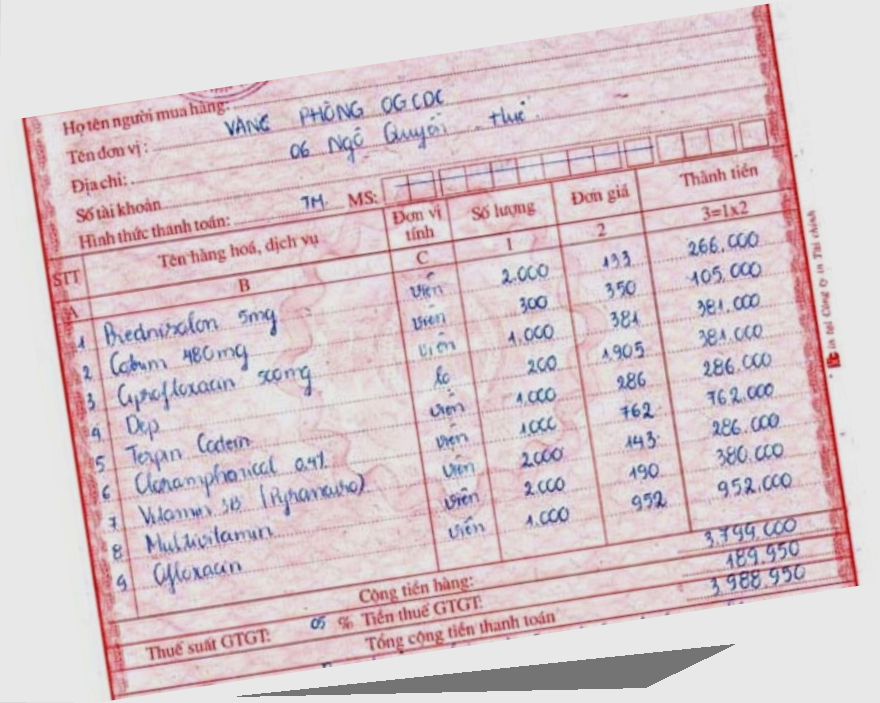 Họ tên người mua hàng:
Tên đơn vị: VĂNG PHÒNG OGCDC
Địa chỉ: 06 Ngô Quyền - Huế
Số tài khoản
Hình thức thanh toán: TM MS:
STT Tên hàng hoá, dịch vụ Đơn vị tính Số lượng Đơn giá Thành tiền
A B C 1 2 3=1x2
1 Prednisolon 5mg viên 2.000 133 266.000
2 Cotrim 480mg viên 300 350 105.000
3 Ciprofloxacin 500mg viên 1.000 381 381.000
4 Dep lọ 200 1.905 381.000
5 Terpin Codein viên 1.000 286 286.000
6 Cloramphenical 0.4% viên 1000 762 762.000
7 Vitamin 3B viên 2.000 143 286.000
8 Multivitamin viên 2.000 190 380.000
9 Ofloxacin viên 1.000 952 952.000
Cộng tiền hàng: 3.799.000
Thuế suất GTGT: 05 % Tiền thuế GTGT: 189.950
Tổng cộng tiền thanh toán 3.988.950
in tại Công ty in Tài chính